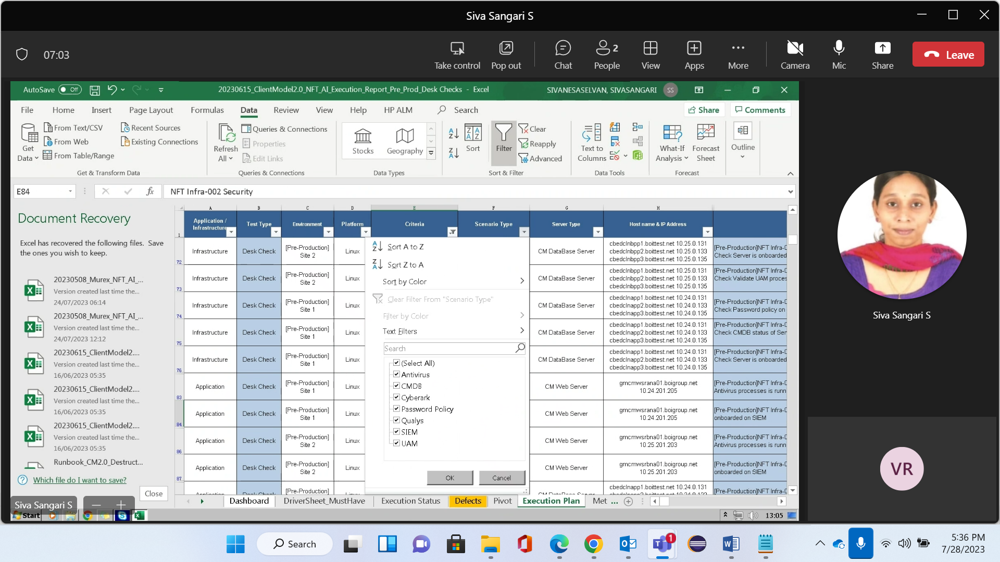 Siva Sangari S
07:03
Take control
Pop out
Chat
2
People
View
Apps
More
Camera
Mic
Share
Leave
AutoSave Off
20230615_ClientModel2.0_NFT_AI_Execution_Report_Pre_Prod_Desk Checks - Excel
SIVANESASELVAN, SIVASANGARI SS
File Home Insert Page Layout Formulas Data Review View Help HP ALM Search Share Comments
Get Data
From Text/CSV
From Web
From Table/Range
Recent Sources
Existing Connections
Get & Transform Data
Refresh All
Queries & Connections
Properties
Edit Links
Queries & Connections
Stocks
Geography
Data Types
Sort
Filter
Clear
Reapply
Advanced
Sort & Filter
Text to Columns
Data Tools
What-If Analysis
Forecast Sheet
Forecast
Outline
E84
fx
NFT Infra-002 Security
Document Recovery
Excel has recovered the following files. Save
the ones you wish to keep.
20230508_Murex_NFT_AI_...
Version created last time the...
24/07/2023 06:14
20230508_Murex_NFT_AI_...
Version created last time the...
24/07/2023 12:12
20230615_ClientModel2....
Version created last time the...
16/06/2023 05:35
20230615_ClientModel2....
Version created last time the...
16/06/2023 05:35
20230615_ClientModel2....
Version created last time the...
16/06/2023 05:35
Runbook_CM2.0_Destruct...
Which file do I want to save?
Close
A B C D E F G H
1 Application / Infrastructure Test Type Environment Platform Criteria Scenario Type Server Type Host name & IP Address
72 Infrastructure Desk Check [Pre-Production] Site 2 Linux CM DataBase Server
cbedclnbpp1.boittest.net 10.25.0.131
cbedclnbpp2.boittest.net 10.25.0.133
cbedclnbpp3.boittest.net 10.25.0.135
[Pre-Production]NFT Infra-
Check Server is onboarded
73 Infrastructure Desk Check [Pre-Production] Site 2 Linux CM DataBase Server
cbedclnbpp1.boittest.net 10.25.0.131
cbedclnbpp2.boittest.net 10.25.0.133
cbedclnbpp3.boittest.net 10.25.0.135
[Pre-Production]NFT Infra-
Check Validate UAM proces
74 Infrastructure Desk Check [Pre-Production] Site 1 Linux CM DataBase Server
cbedclnapp1.boittest.net 10.24.0.131
cbedclnapp2.boittest.net 10.24.0.133
cbedclnapp3.boittest.net 10.24.0.135
[Pre-Production]NFT Infra-
Check Password policy on
75 Infrastructure Desk Check [Pre-Production] Site 1 Linux CM DataBase Server
cbedclnapp1.boittest.net 10.24.0.131
cbedclnapp2.boittest.net 10.24.0.133
cbedclnapp3.boittest.net 10.24.0.135
[Pre-Production]NFT Infra-
Check CMDB status of Ser
76 Infrastructure Desk Check [Pre-Production] Site 1 Linux CM DataBase Server
cbedclnapp1.boittest.net 10.24.0.131
cbedclnapp2.boittest.net 10.24.0.133
cbedclnapp3.boittest.net 10.24.0.135
[Pre-Production]NFT Infra-
Check Server is onboarded
83 Application Desk Check [Pre-Production] Site 1 Linux CM Web Server
gmcmwsrana01.boigroup.net
10.24.201.205
[Pre-Production]NFT Infra-
Antivirus processes is runn
84 Application Desk Check [Pre-Production] Site 1 Linux CM Web Server
gmcmwsrana01.boigroup.net
10.24.201.205
[Pre-Production]NFT Infra-
onboarded on SIEM
86 Application Desk Check [Pre-Production] Site 2 Linux CM Web Server
gmcmwsrbna01.boigroup.net
10.25.201.203
[Pre-Production]NFT Infra-
Antivirus processes is runn
87 Application Desk Check [Pre-Production] Site 2 Linux CM Web Server
gmcmwsrbna01.boigroup.net
10.25.201.203
[Pre-Production]NFT Infra-
onboarded on SIEM
Application Desk Check [Pre-Production] Linux CM DataBase Server
cbedclnapp1.boittest.net 10.24.0.131
[Pre-Production]NFT Infra-
Sort A to Z
Sort Z to A
Sort by Color
Clear Filter From "Scenario Type"
Filter by Color
Text Filters
Search
(Select All)
Antivirus
CMDB
Cyberark
Password Policy
Qualys
SIEM
UAM
OK Cancel
Dashboard DriverSheet_MustHave Execution Status Defects Pivot Execution Plan Met ...
Siva Sangari S
Start
13:05
Siva Sangari S
VR
Search
1
5:36 PM
7/28/2023